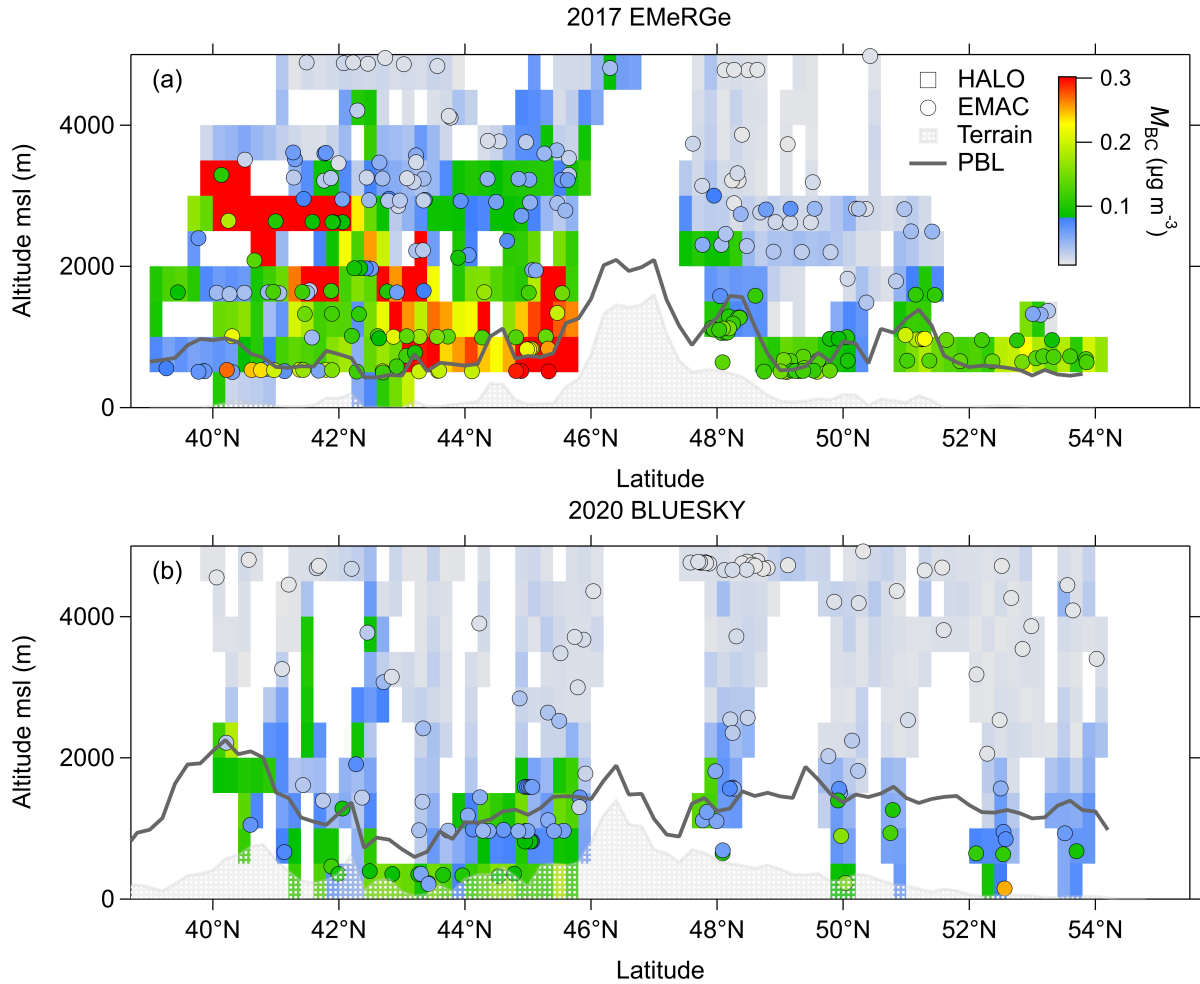 2017 EMeRGe
(a)
HALO
EMAC
Terrain
PBL
0.3
0.2
0.1
M_BC (µg m^-3)
Altitude msl (m)
4000
2000
0
40°N 42°N 44°N 46°N 48°N 50°N 52°N 54°N
Latitude
2020 BLUESKY
(b)
Altitude msl (m)
4000
2000
0
40°N 42°N 44°N 46°N 48°N 50°N 52°N 54°N
Latitude